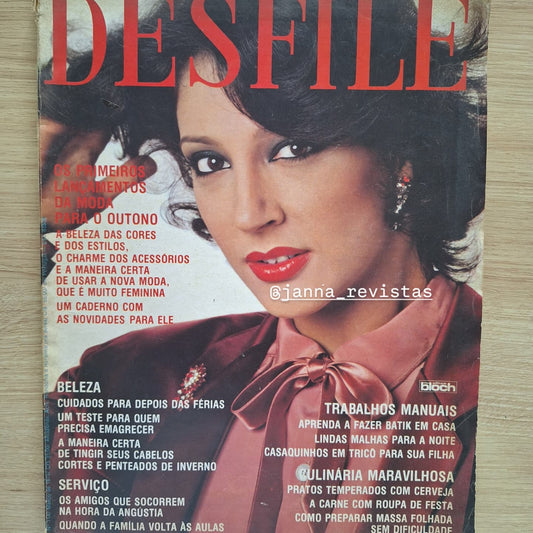 DESFILE
OS PRIMEIROS
LANÇAMENTOS
DA MODA
PARA O OUTONO
A BELEZA DAS CORES
E DOS ESTILOS,
O CHARME DOS ACESSÓRIOS
E A MANEIRA CERTA
DE USAR A NOVA MODA,
QUE É MUITO FEMININA
UM CADERNO COM
AS NOVIDADES PARA ELE
@janna_revistas
BELEZA
CUIDADOS PARA DEPOIS DAS FÉRIAS
UM TESTE PARA QUEM
PRECISA EMAGRECER
A MANEIRA CERTA
DE TINGIR SEUS CABELOS
CORTES E PENTEADOS DE INVERNO
SERVIÇO
OS AMIGOS QUE SOCORREM
NA HORA DA ANGÚSTIA
QUANDO A FAMÍLIA VOLTA ÀS AULAS
bloch
TRABALHOS MANUAIS
APRENDA A FAZER BATIK EM CASA
LINDAS MALHAS PARA A NOITE
CASAQUINHOS EM TRICÔ PARA SUA FILHA
CULINÁRIA MARAVILHOSA
PRATOS TEMPERADOS COM CERVEJA
A CARNE COM ROUPA DE FESTA
COMO PREPARAR MASSA FOLHADA
SEM DIFICULDADE